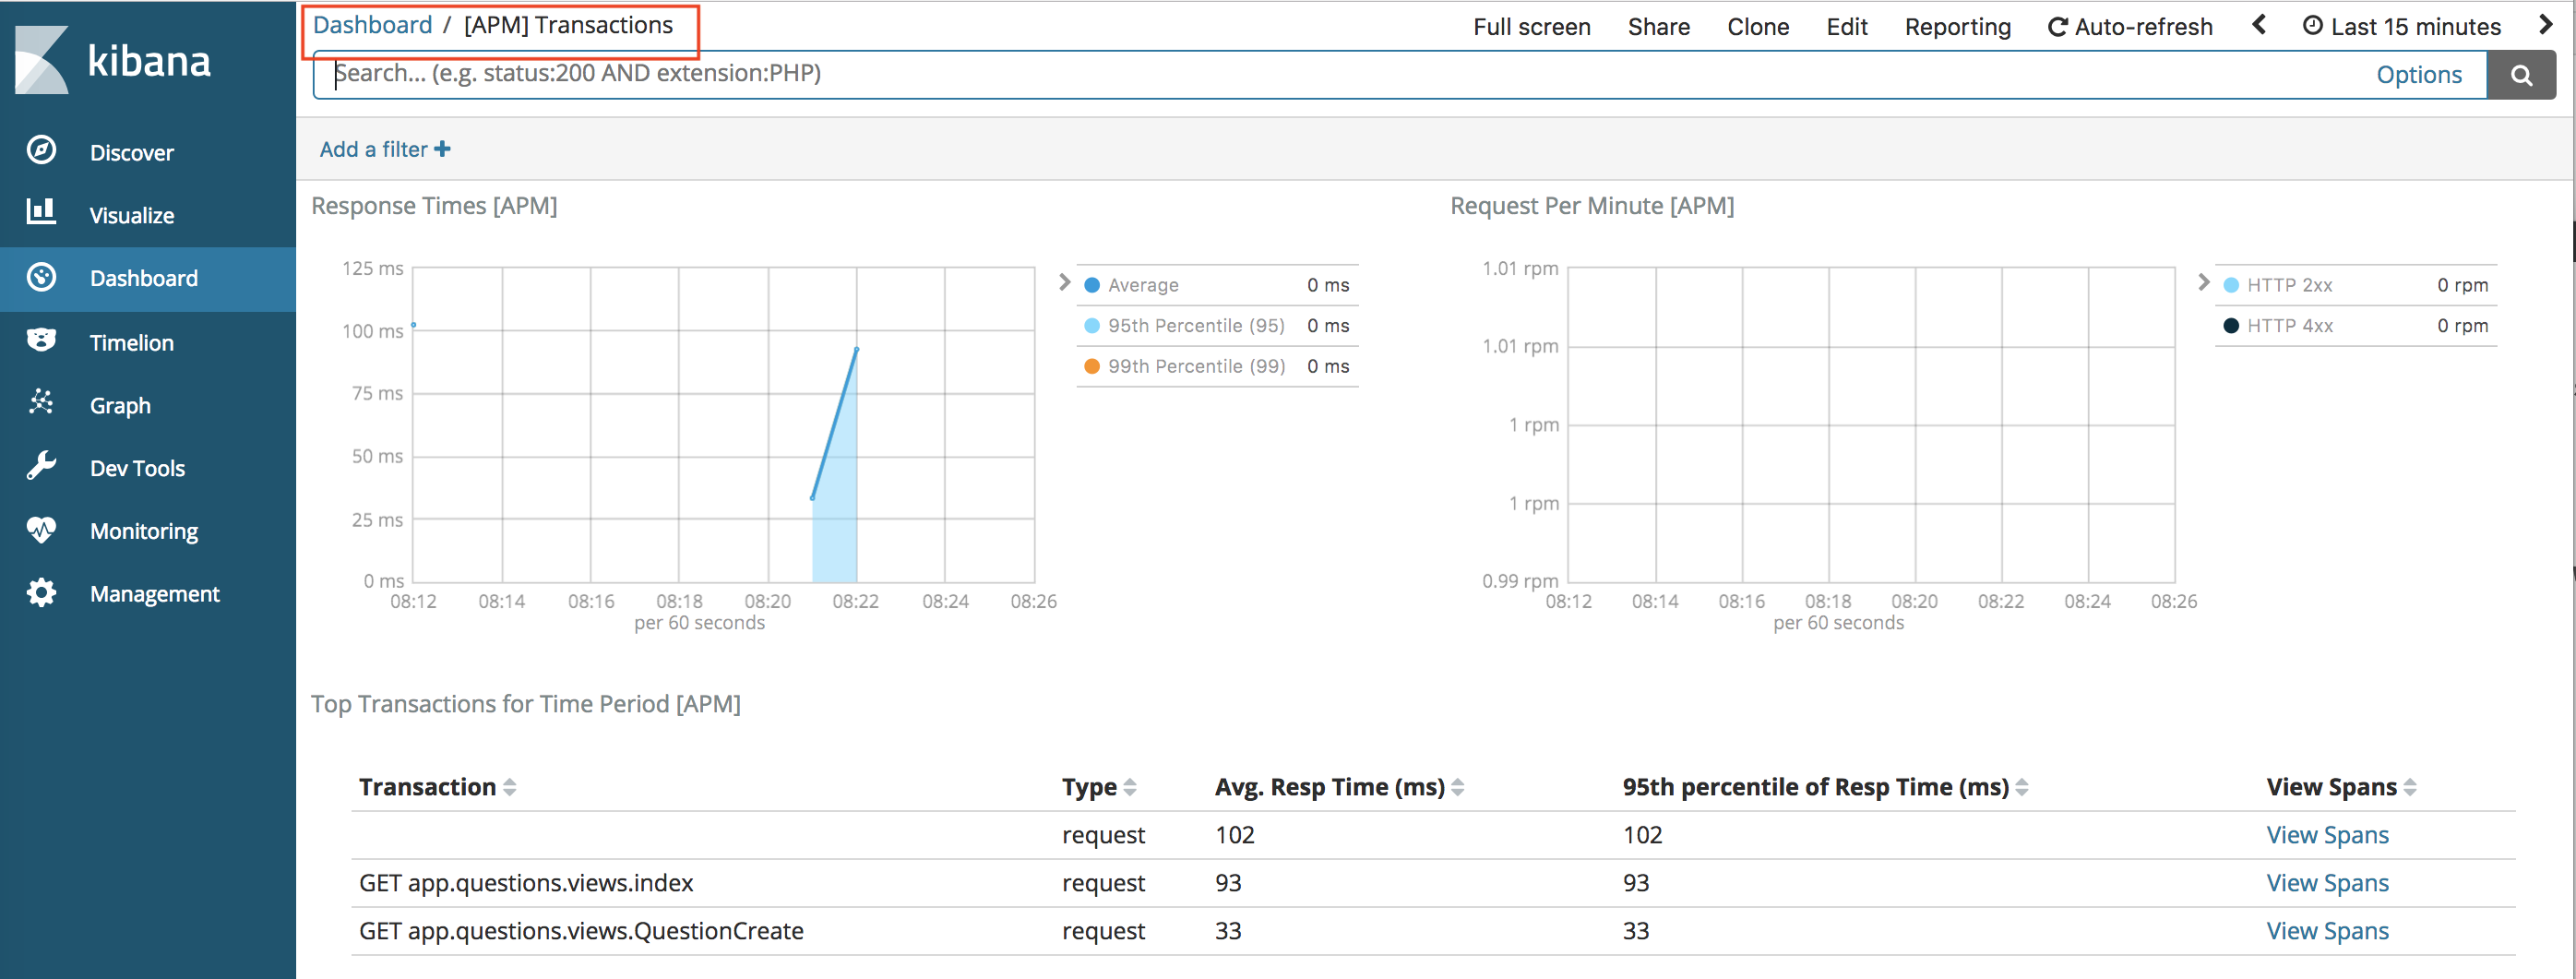 kibana
Discover
Visualize
Dashboard
Timelion
Graph
Dev Tools
Monitoring
Management
Dashboard / [APM] Transactions
Full screen Share Clone Edit Reporting Auto-refresh Last 15 minutes
Search... (e.g. status:200 AND extension:PHP) Options
Add a filter +
Response Times [APM]
125 ms
100 ms
75 ms
50 ms
25 ms
0 ms
08:12 08:14 08:16 08:18 08:20 08:22 08:24 08:26
per 60 seconds
Average 0 ms
95th Percentile (95) 0 ms
99th Percentile (99) 0 ms
Request Per Minute [APM]
1.01 rpm
1.01 rpm
1 rpm
1 rpm
0.99 rpm
08:12 08:14 08:16 08:18 08:20 08:22 08:24 08:26
per 60 seconds
HTTP 2xx 0 rpm
HTTP 4xx 0 rpm
Top Transactions for Time Period [APM]
Transaction Type Avg. Resp Time (ms) 95th percentile of Resp Time (ms) View Spans
request 102 102 View Spans
GET app.questions.views.index request 93 93 View Spans
GET app.questions.views.QuestionCreate request 33 33 View Spans